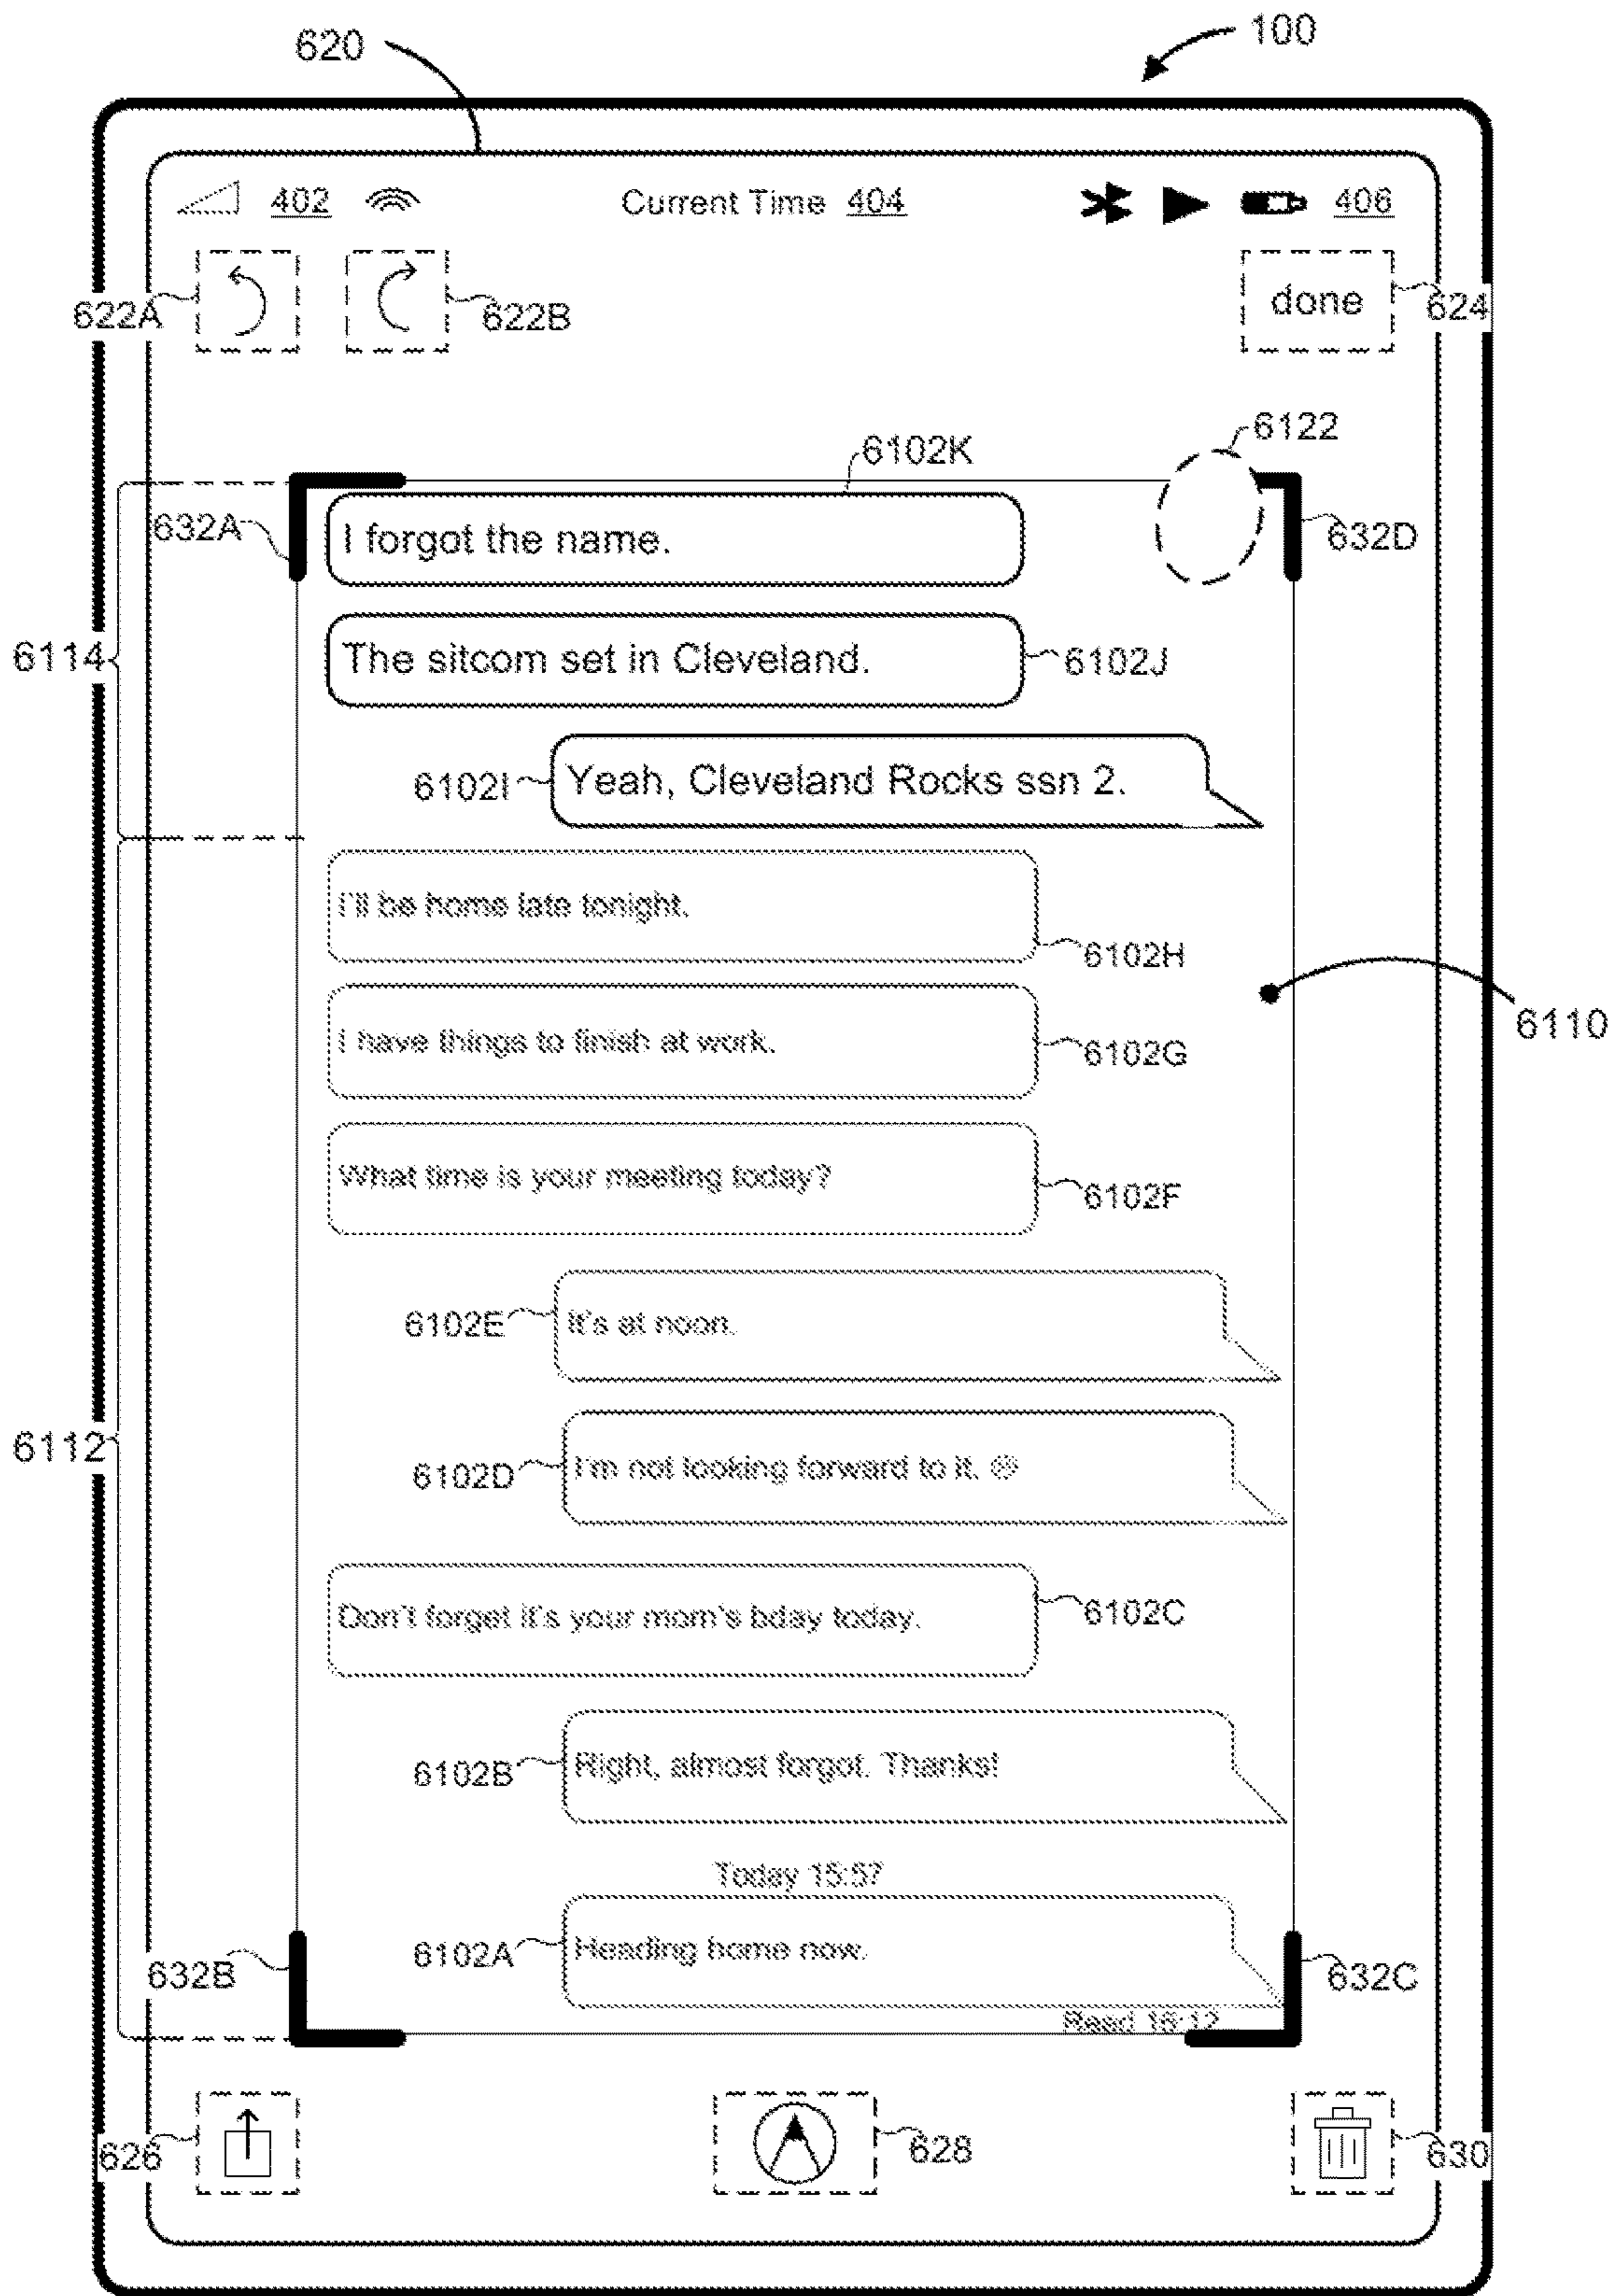 620 100
402 Current Time 404 406
622A 622B done 624
6122
6102K
632A I forgot the name. 632D
6114 The sitcom set in Cleveland. 6102J
6102I Yeah, Cleveland Rocks ssn 2.
I'll be home late tonight.
6102H
6110
I have things to finish at work. 6102G
What time is your meeting today? 6102F
6102E It's at noon.
6112 6102D I'm not looking forward to it. ☹
Don't forget it's your mom's bday today. 6102C
6102B Right, almost forgot. Thanks!
Today 15:57
6102A Heading home now.
632B 632C
Read 16:12
626 628 630